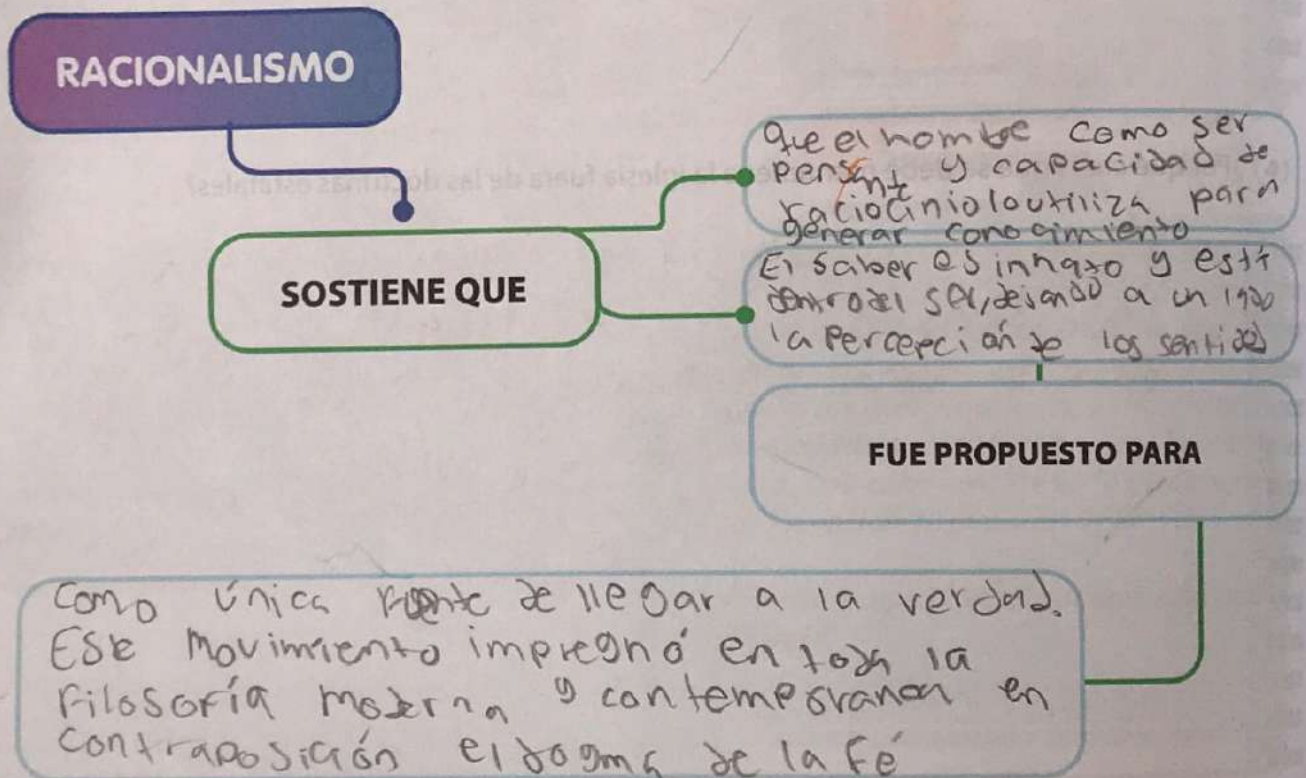 RACIONALISMO
SOSTIENE QUE
que el hombre como ser
pensante y capacidad de
raciocinio lo utiliza para
generar conocimiento
El saber es innato y está
dentro del ser, dejando a un lado
la percepción de los sentidos
FUE PROPUESTO PARA
Como única fuente de llegar a la verdad.
Este movimiento impregnó en toda la
filosofía moderna y contemporanea en
contraposición el dogma de la fé